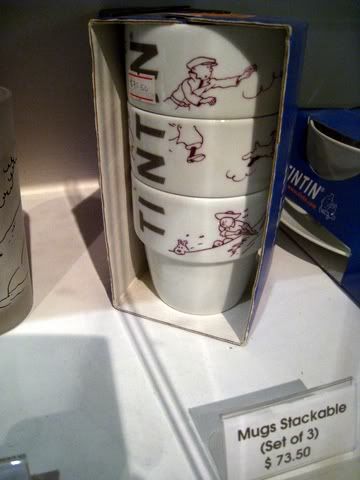 TINTIN
TINTIN
Mugs Stackable
(Set of 3)
$ 73.50